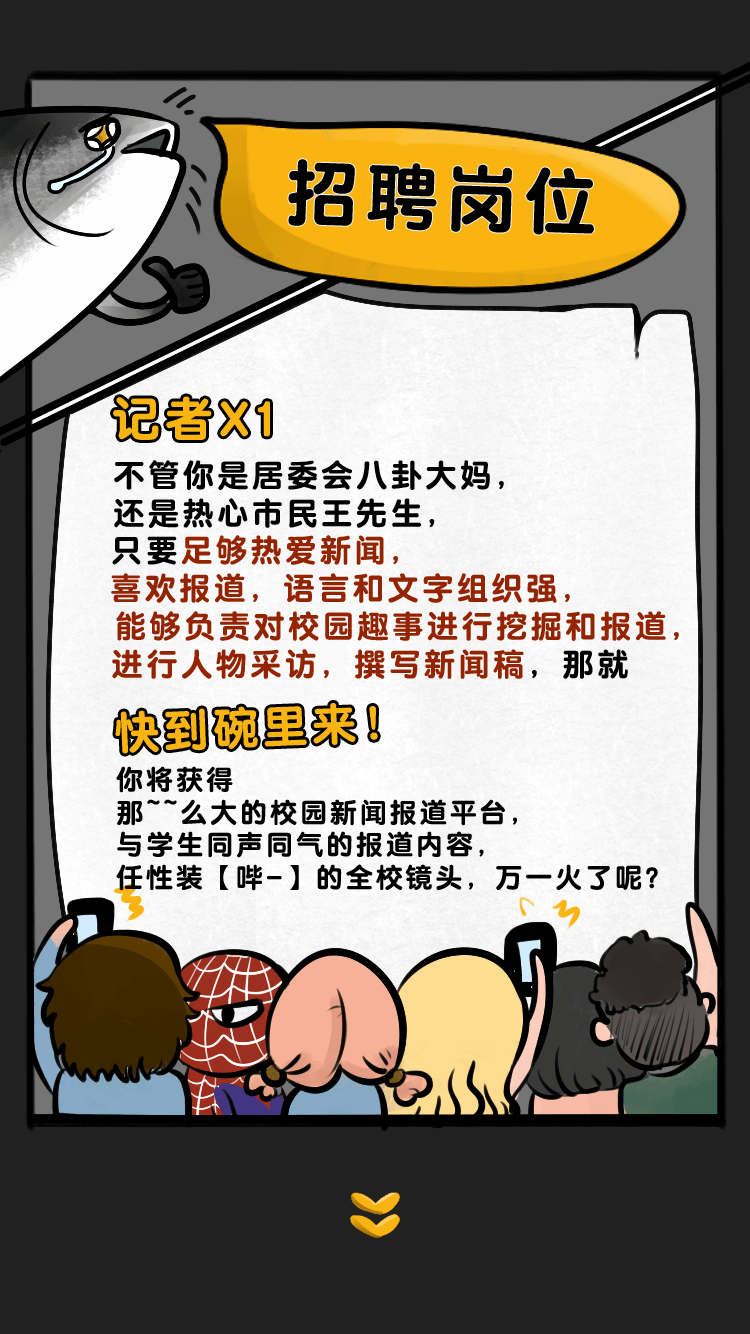 招聘岗位
记者X1
不管你是居委会八卦大妈，
还是热心市民王先生，
只要足够热爱新闻，
喜欢报道，语言和文字组织强，
能够负责对校园趣事进行挖掘和报道，
进行人物采访，撰写新闻稿，那就
快到碗里来！
你将获得
那~~么大的校园新闻报道平台，
与学生同声同气的报道内容，
任性装【哔-】的全校镜头，万一火了呢？